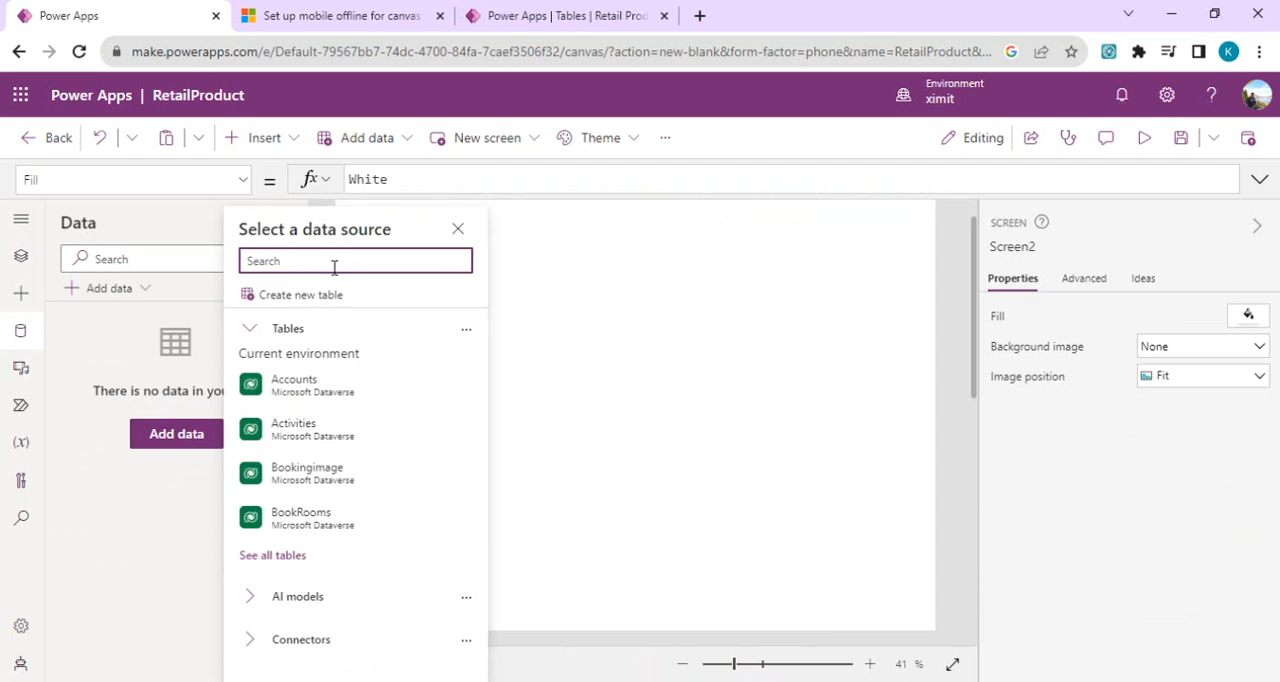 Power Apps
Set up mobile offline for canvas
Power Apps | Tables | Retail Prod
make.powerapps.com/e/Default-79567bb7-74dc-4700-84fa-7caef3506f32/canvas/?action=new-blank&form-factor=phone&name=RetailProduct&...
K
Power Apps | RetailProduct
Environment
ximit
Back
Insert
Add data
New screen
Theme
...
Editing
Fill
=
fx
White
Data
Search
Add data
There is no data in you
Add data
Select a data source
Search
Create new table
Tables
...
Current environment
Accounts
Microsoft Dataverse
Activities
Microsoft Dataverse
Bookingimage
Microsoft Dataverse
BookRooms
Microsoft Dataverse
See all tables
AI models
...
Connectors
...
SCREEN
Screen2
Properties
Advanced
Ideas
Fill
Background image
None
Image position
Fit
41 %